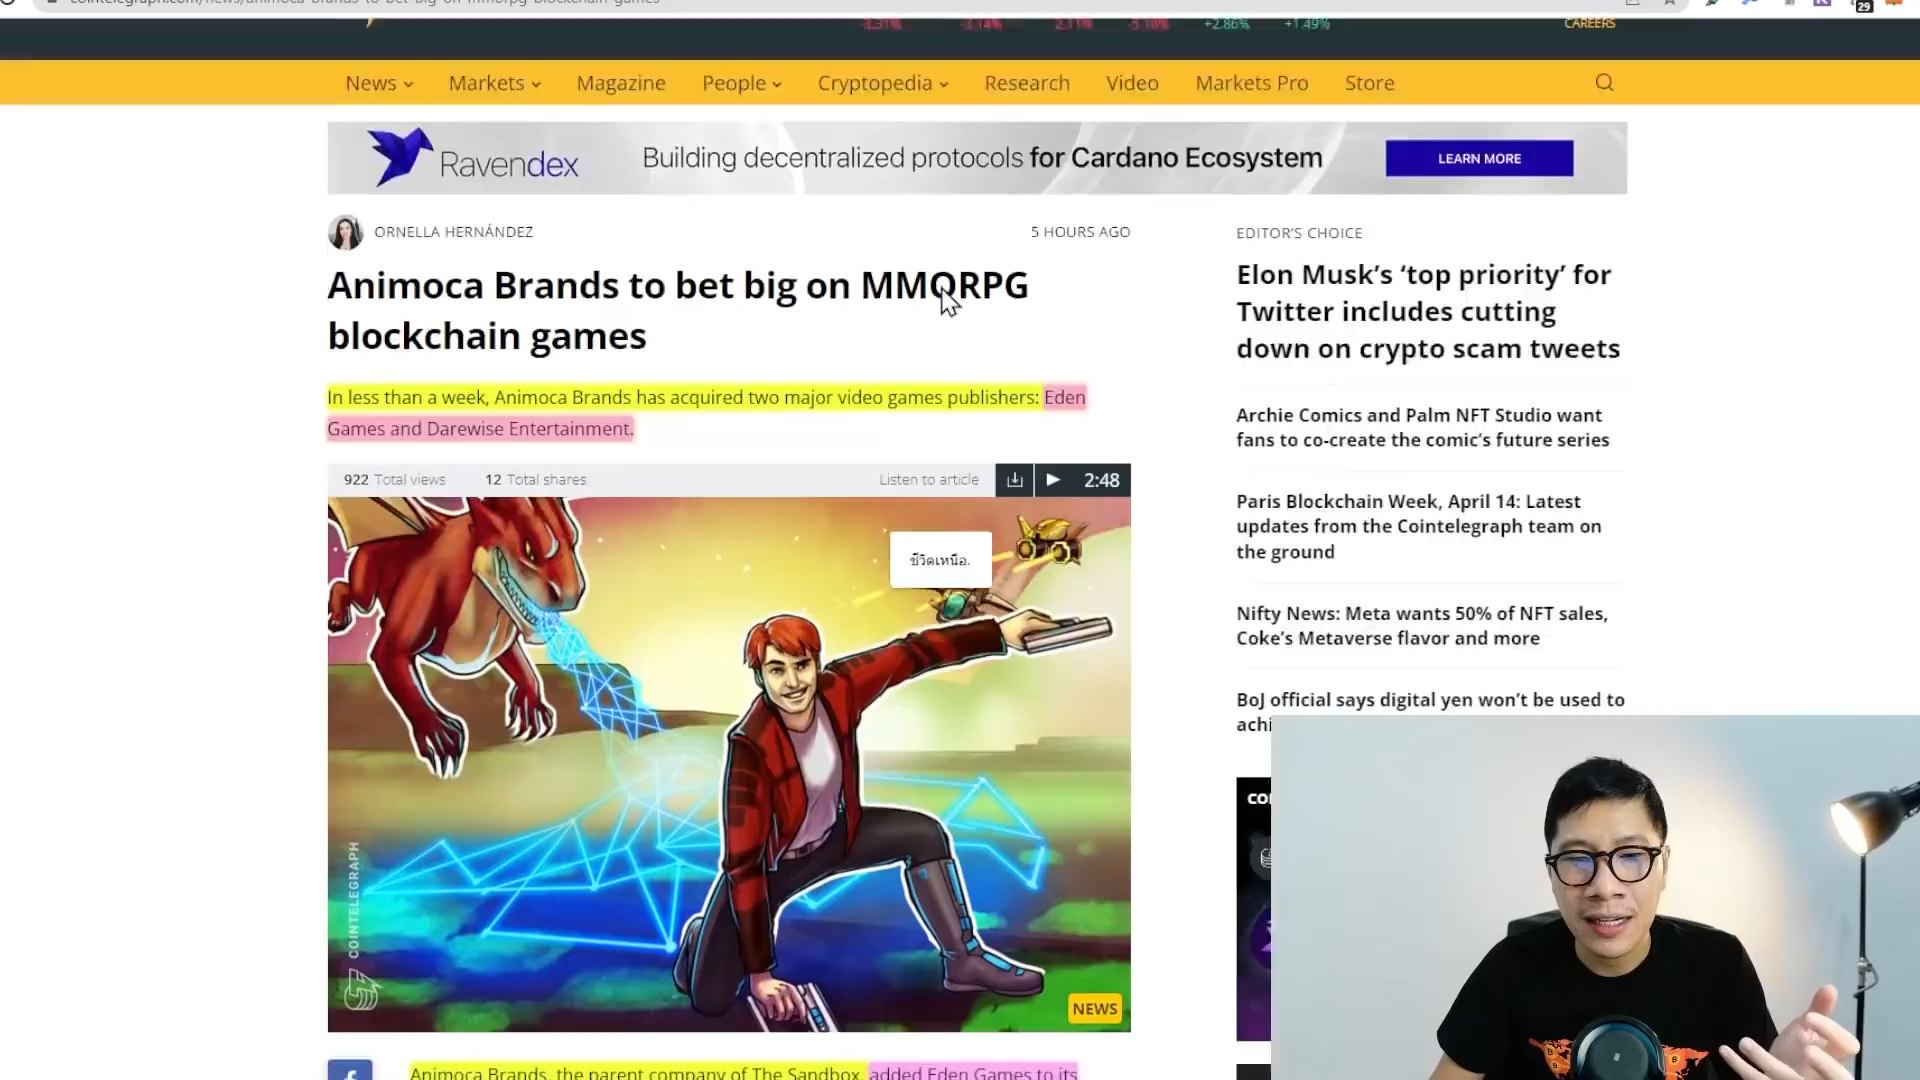 cointelegraph.com/news/animoca-brands-to-bet-big-on-mmorpg-blockchain-games
29
-3.31%
+2.86%
+1.49%
CAREERS
News
Markets
Magazine
People
Cryptopedia
Research
Video
Markets Pro
Store
Ravendex
Building decentralized protocols for Cardano Ecosystem
LEARN MORE
ORNELLA HERNÁNDEZ
5 HOURS AGO
Animoca Brands to bet big on MMORPG
blockchain games
In less than a week, Animoca Brands has acquired two major video games publishers: Eden
Games and Darewise Entertainment.
922 Total views
12 Total shares
Listen to article
2:48
ชีวิตเหนือ.
COINTELEGRAPH
NEWS
Animoca Brands, the parent company of The Sandbox, added Eden Games to its
EDITOR'S CHOICE
Elon Musk's ‘top priority’ for
Twitter includes cutting
down on crypto scam tweets
Archie Comics and Palm NFT Studio want
fans to co-create the comic’s future series
Paris Blockchain Week, April 14: Latest
updates from the Cointelegraph team on
the ground
Nifty News: Meta wants 50% of NFT sales,
Coke’s Metaverse flavor and more
BoJ official says digital yen won’t be used to